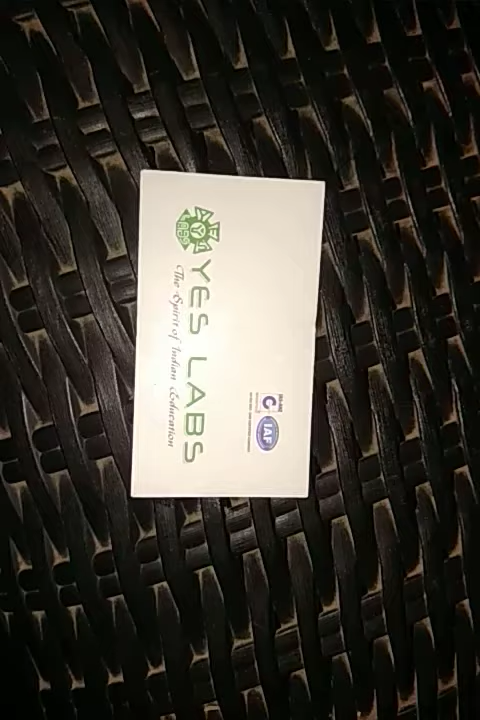 YES LABS
The Spirit of Indian Education
IAF